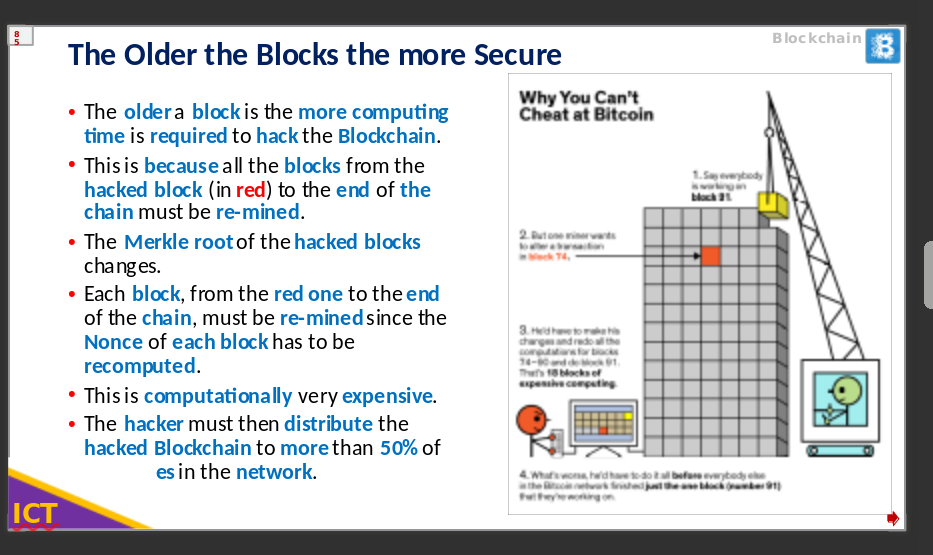 8
5
Blockchain
The Older the Blocks the more Secure
• The older a block is the more computing
time is required to hack the Blockchain.
• This is because all the blocks from the
hacked block (in red) to the end of the
chain must be re-mined.
• The Merkle root of the hacked blocks
changes.
• Each block, from the red one to the end
of the chain, must be re-mined since the
Nonce of each block has to be
recomputed.
• This is computationally very expensive.
• The hacker must then distribute the
hacked Blockchain to more than 50% of
es in the network.
ICT
Why You Can't
Cheat at Bitcoin
1. Say everybody
is working on
block 91.
2. But one miner wants
to alter a transaction
in block 74.
3. He'd have to make his
changes and redo all the
computations for blocks
74–90 and do block 91.
That's 18 blocks of
expensive computing.
4. What's worse, he'd have to do it all before everybody else
in the Bitcoin network finished just the one block (number 91)
that they're working on.